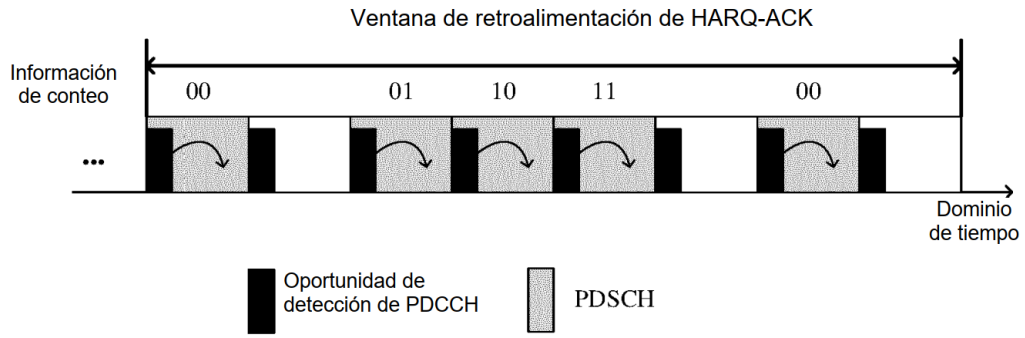 Ventana de retroalimentación de HARQ-ACK
Información
de conteo
00 01 10 11 00
...
Dominio
de tiempo
Oportunidad de
detección de PDCCH
PDSCH